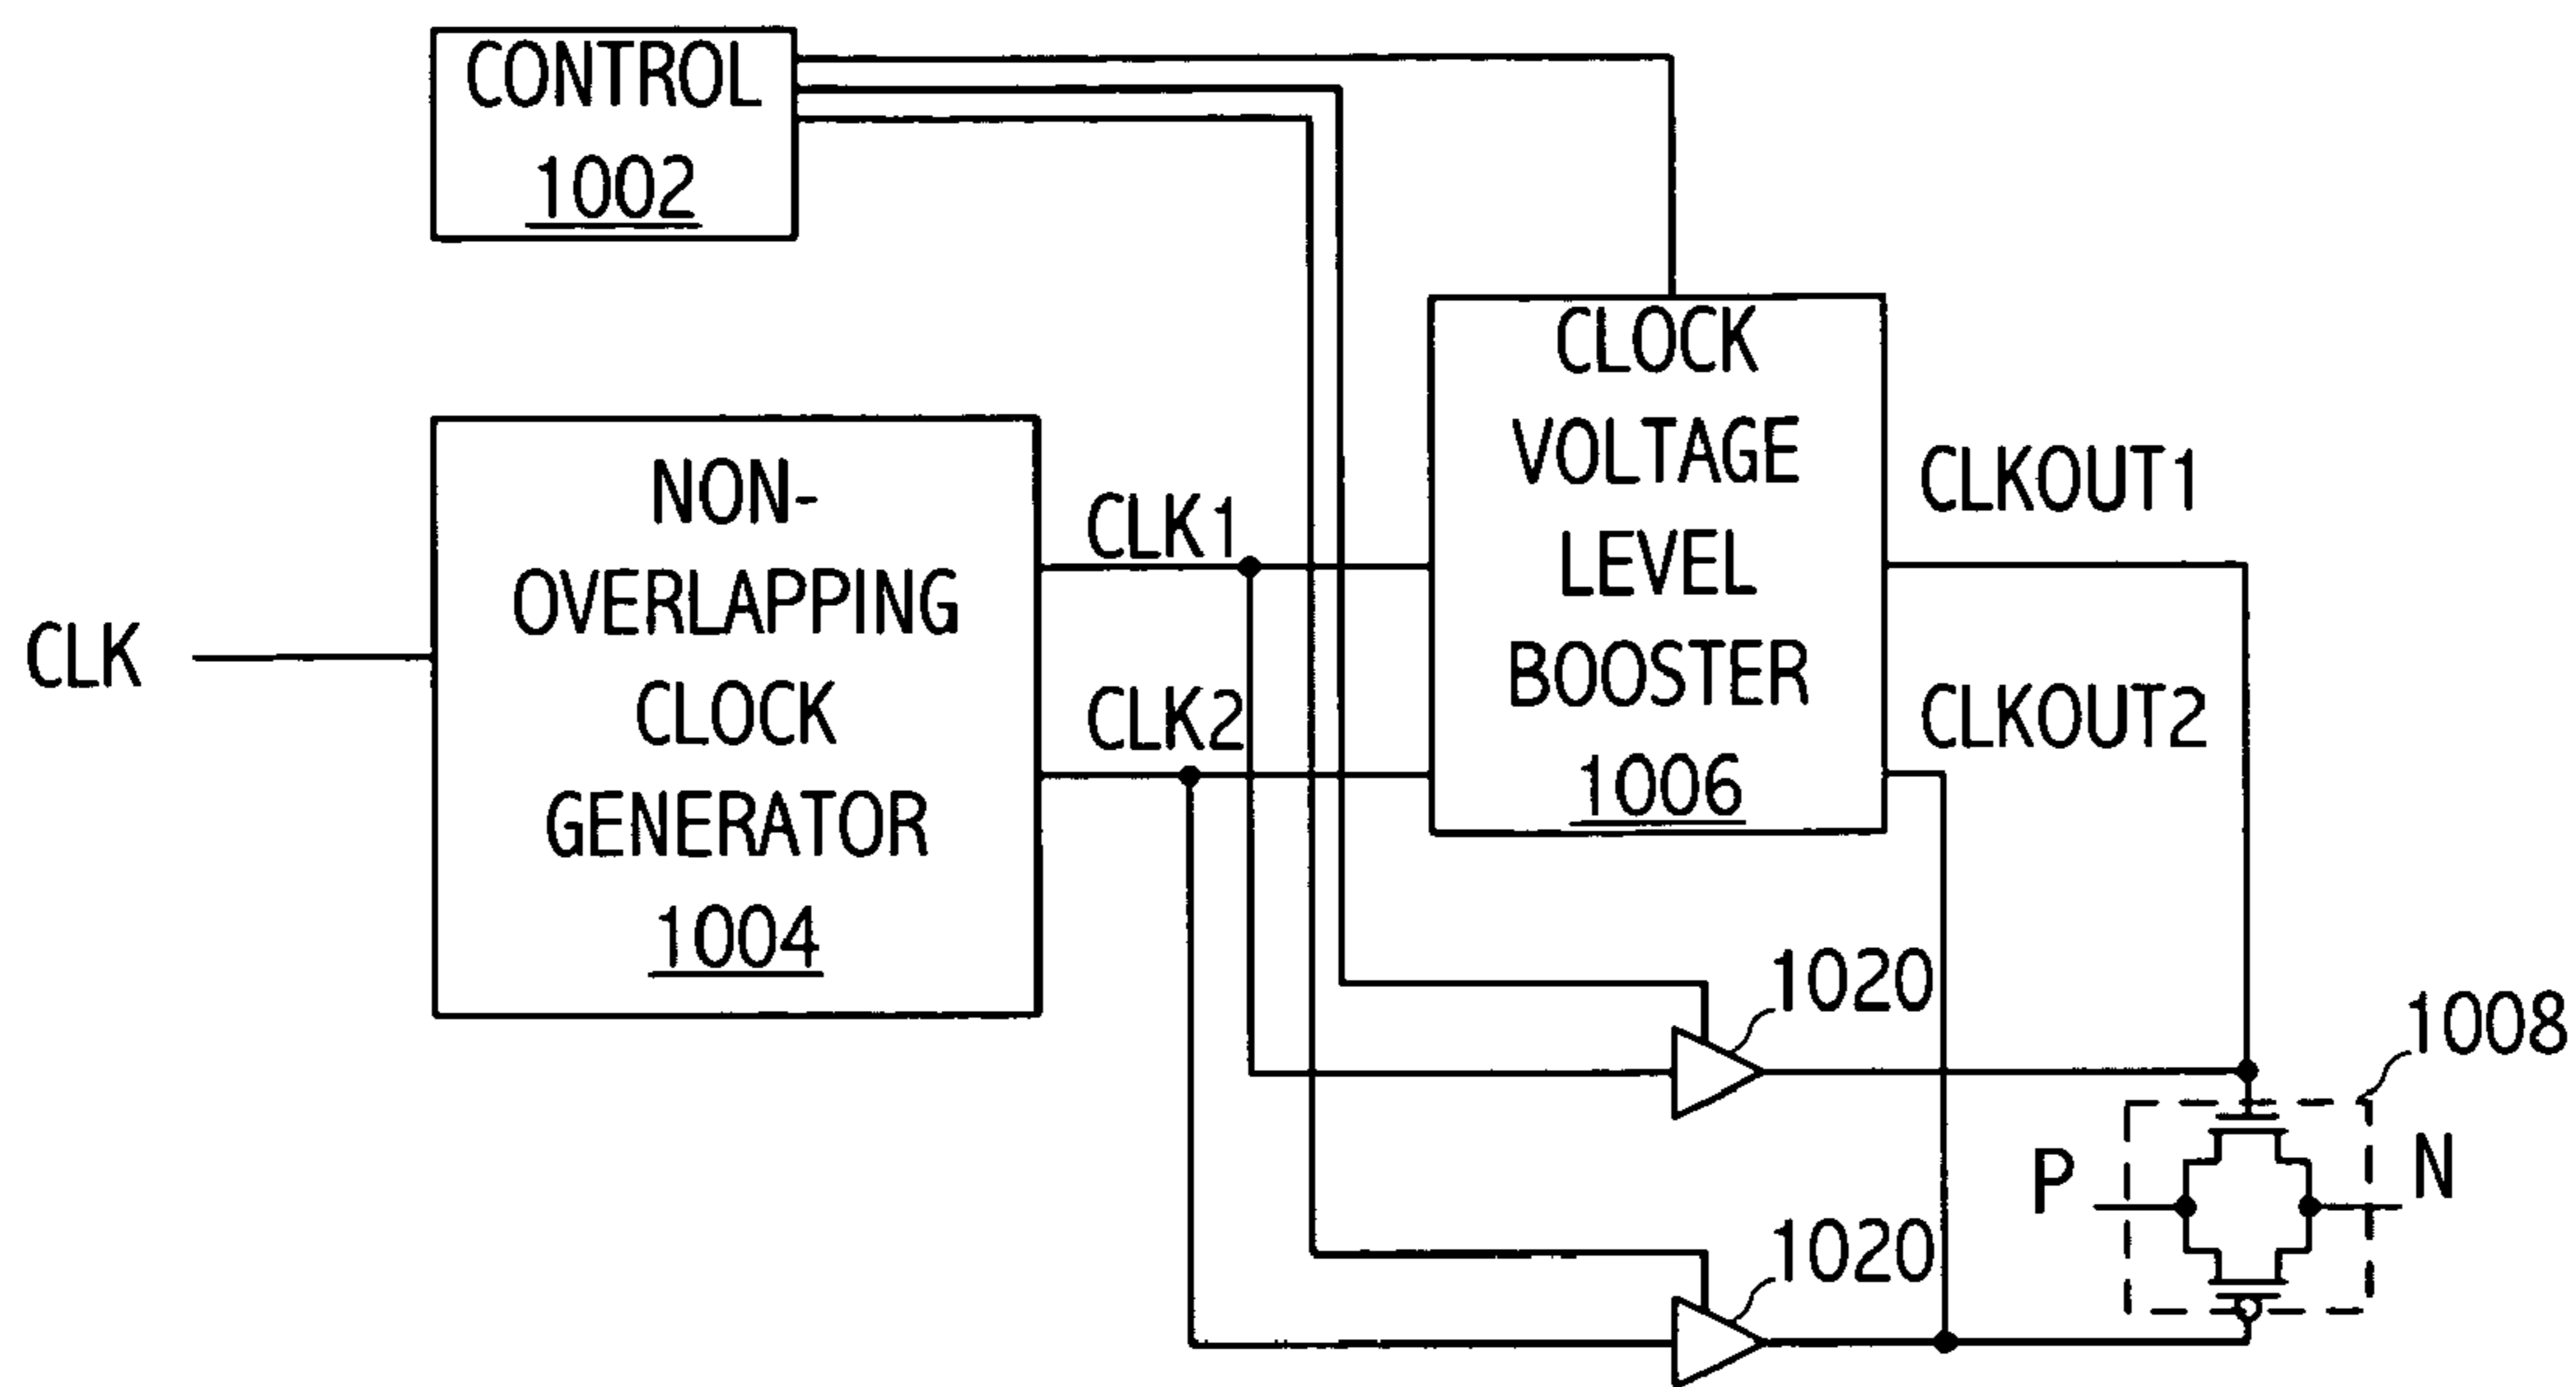 CONTROL
1002
CLK
NON-
OVERLAPPING
CLOCK
GENERATOR
1004
CLK1
CLK2
CLOCK
VOLTAGE
LEVEL
BOOSTER
1006
CLKOUT1
CLKOUT2
1020
1008
P
N
1020